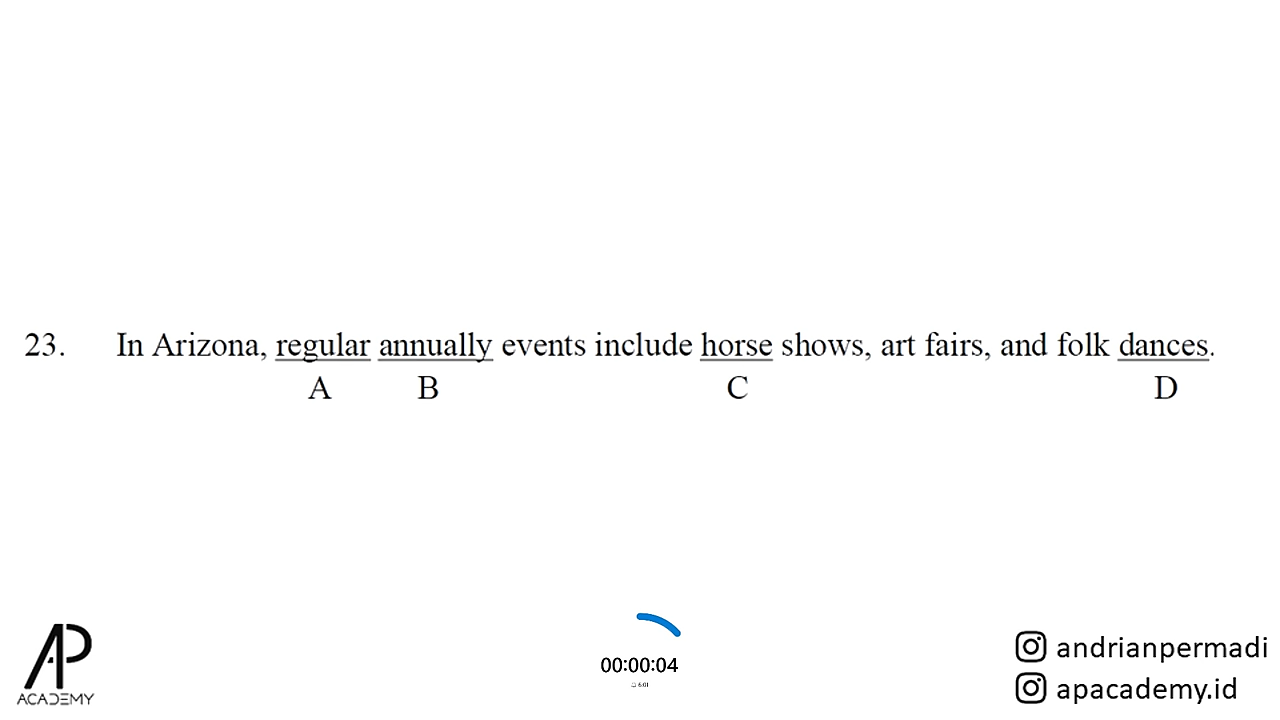 23. In Arizona, regular annually events include horse shows, art fairs, and folk dances.
A B C D
AP
ACADEMY
00:00:04
andrianpermadi
apacademy.id